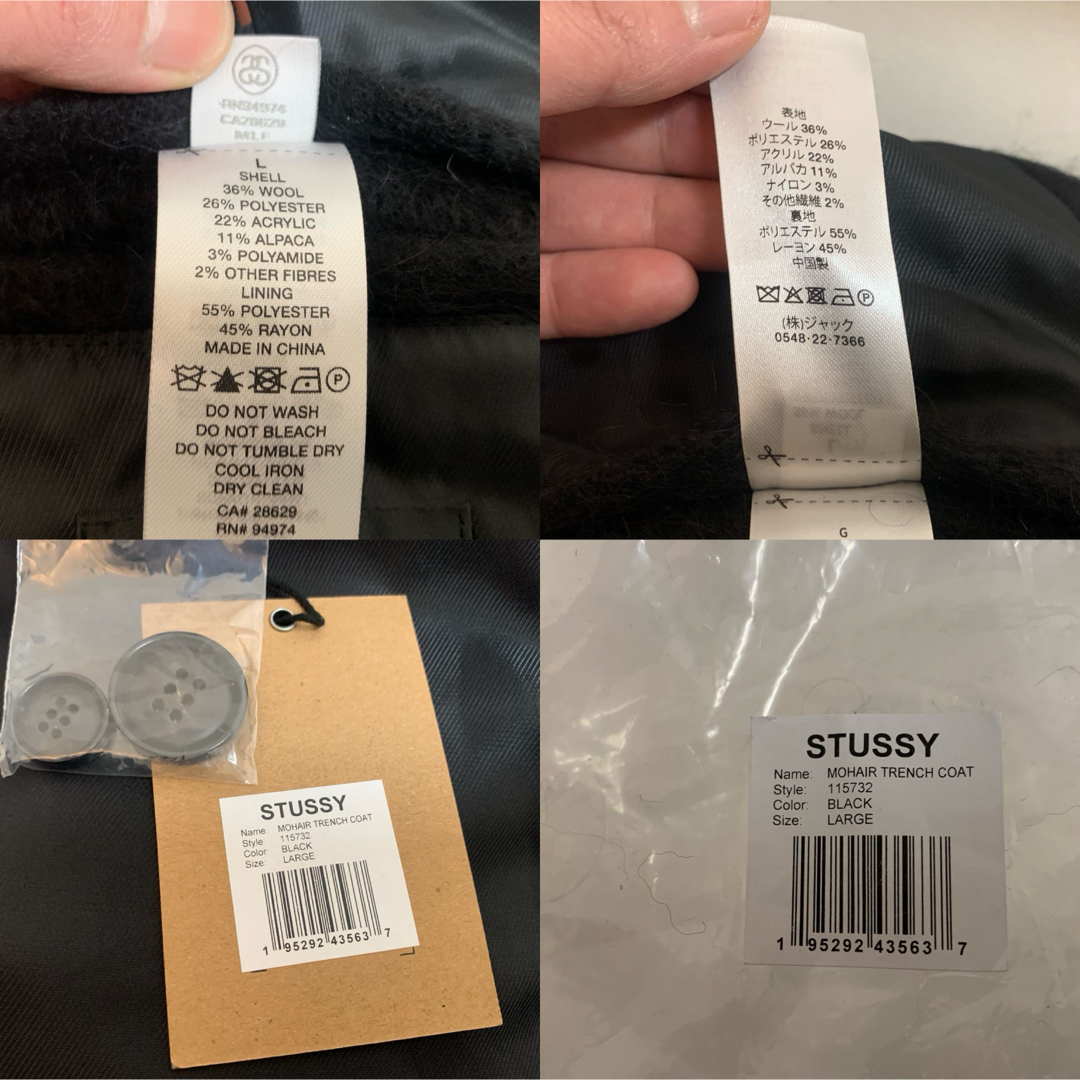 RN94974
CA28629
MLF
L
SHELL
36% WOOL
26% POLYESTER
22% ACRYLIC
11% ALPACA
3% POLYAMIDE
2% OTHER FIBRES
LINING
55% POLYESTER
45% RAYON
MADE IN CHINA
P
DO NOT WASH
DO NOT BLEACH
DO NOT TUMBLE DRY
COOL IRON
DRY CLEAN
CA# 28629
RN# 94974
表地
ウール 36%
ポリエステル 26%
アクリル 22%
アルパカ 11%
ナイロン 3%
その他繊維 2%
裏地
ポリエステル 55%
レーヨン 45%
中国製
P
(株)ジャック
0548·22·7366
G
STUSSY
Name: MOHAIR TRENCH COAT
Style: 115732
Color: BLACK
Size: LARGE
1 95292 43563 7
STUSSY
Name: MOHAIR TRENCH COAT
Style: 115732
Color: BLACK
Size: LARGE
1 95292 43563 7